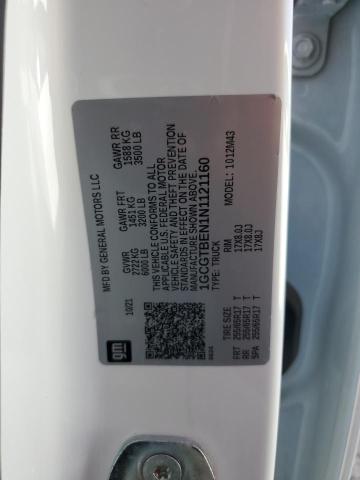 MFD BY GENERAL MOTORS LLC
10/21
GVWR
2722 KG
6000 LB
GAWR FRT
1451 KG
3200 LB
GAWR RR
1588 KG
3500 LB
THIS VEHICLE CONFORMS TO ALL
APPLICABLE U.S. FEDERAL MOTOR
VEHICLE SAFETY AND THEFT PREVENTION
STANDARDS IN EFFECT ON THE DATE OF
MANUFACTURE SHOWN ABOVE.
1GCGTBEN1N1121160
TYPE: TRUCK
MODEL: 1012M43
gm
TIRE SIZE
RIM
FRT 255/65R17 T 17X8.0J
RR 255/65R17 T 17X8.0J
SPA 255/65R17 T 17X8J